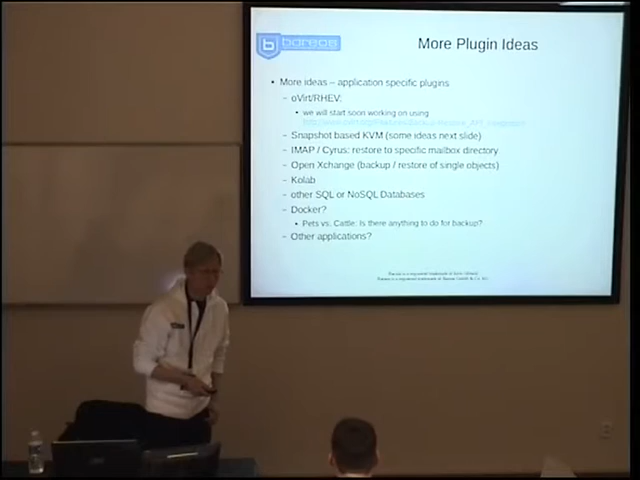 bareos
More Plugin Ideas
• More ideas – application specific plugins
– oVirt/RHEV:
• we will start soon working on using
– Snapshot based KVM (some ideas next slide)
– IMAP / Cyrus: restore to specific mailbox directory
– Open Xchange (backup / restore of single objects)
– Kolab
– other SQL or NoSQL Databases
– Docker?
• Pets vs. Cattle: Is there anything to do for backup?
– Other applications?